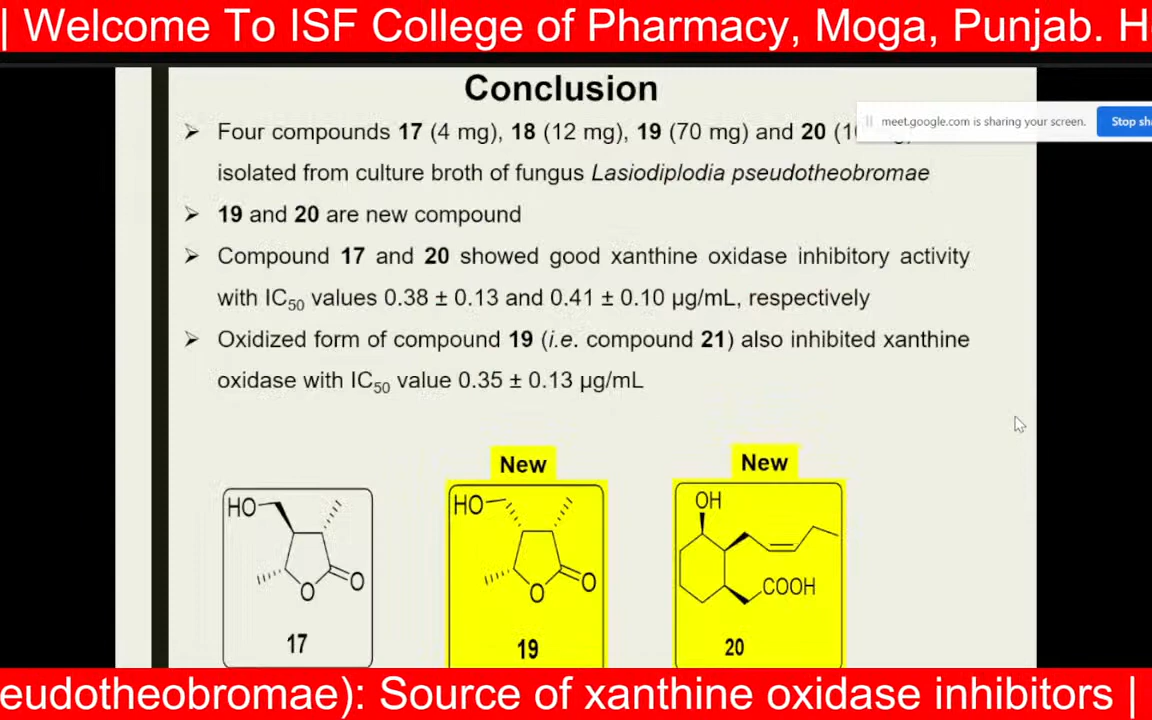 | Welcome To ISF College of Pharmacy, Moga, Punjab. H
Conclusion
meet.google.com is sharing your screen.
Stop sh
➤ Four compounds 17 (4 mg), 18 (12 mg), 19 (70 mg) and 20
isolated from culture broth of fungus Lasiodiplodia pseudotheobromae
➤ 19 and 20 are new compound
➤ Compound 17 and 20 showed good xanthine oxidase inhibitory activity
with IC50 values 0.38 ± 0.13 and 0.41 ± 0.10 µg/mL, respectively
➤ Oxidized form of compound 19 (i.e. compound 21) also inhibited xanthine
oxidase with IC50 value 0.35 ± 0.13 µg/mL
New
New
HO
O
O
17
HO
O
O
19
OH
COOH
20
eudotheobromae): Source of xanthine oxidase inhibitors |